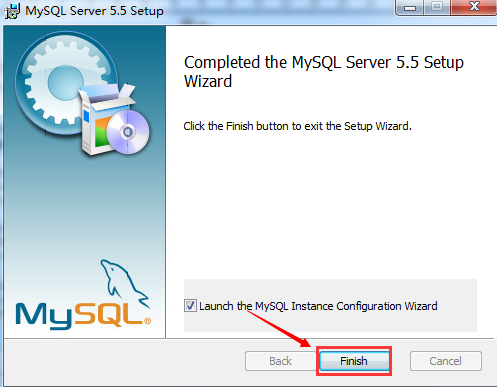 MySQL Server 5.5 Setup
Completed the MySQL Server 5.5 Setup
Wizard
Click the Finish button to exit the Setup Wizard.
MySQL®
Launch the MySQL Instance Configuration Wizard
Back
Finish
Cancel